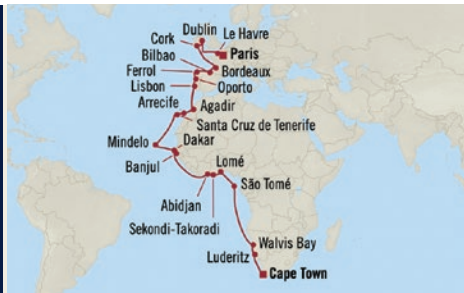 Dublin
Le Havre
Cork
Paris
Bilbao
Bordeaux
Ferrol
Oporto
Lisbon
Arrecife
Agadir
Santa Cruz de Tenerife
Mindelo
Dakar
Banjul
Lomé
São Tomé
Abidjan
Sekondi-Takoradi
Walvis Bay
Luderitz
Cape Town